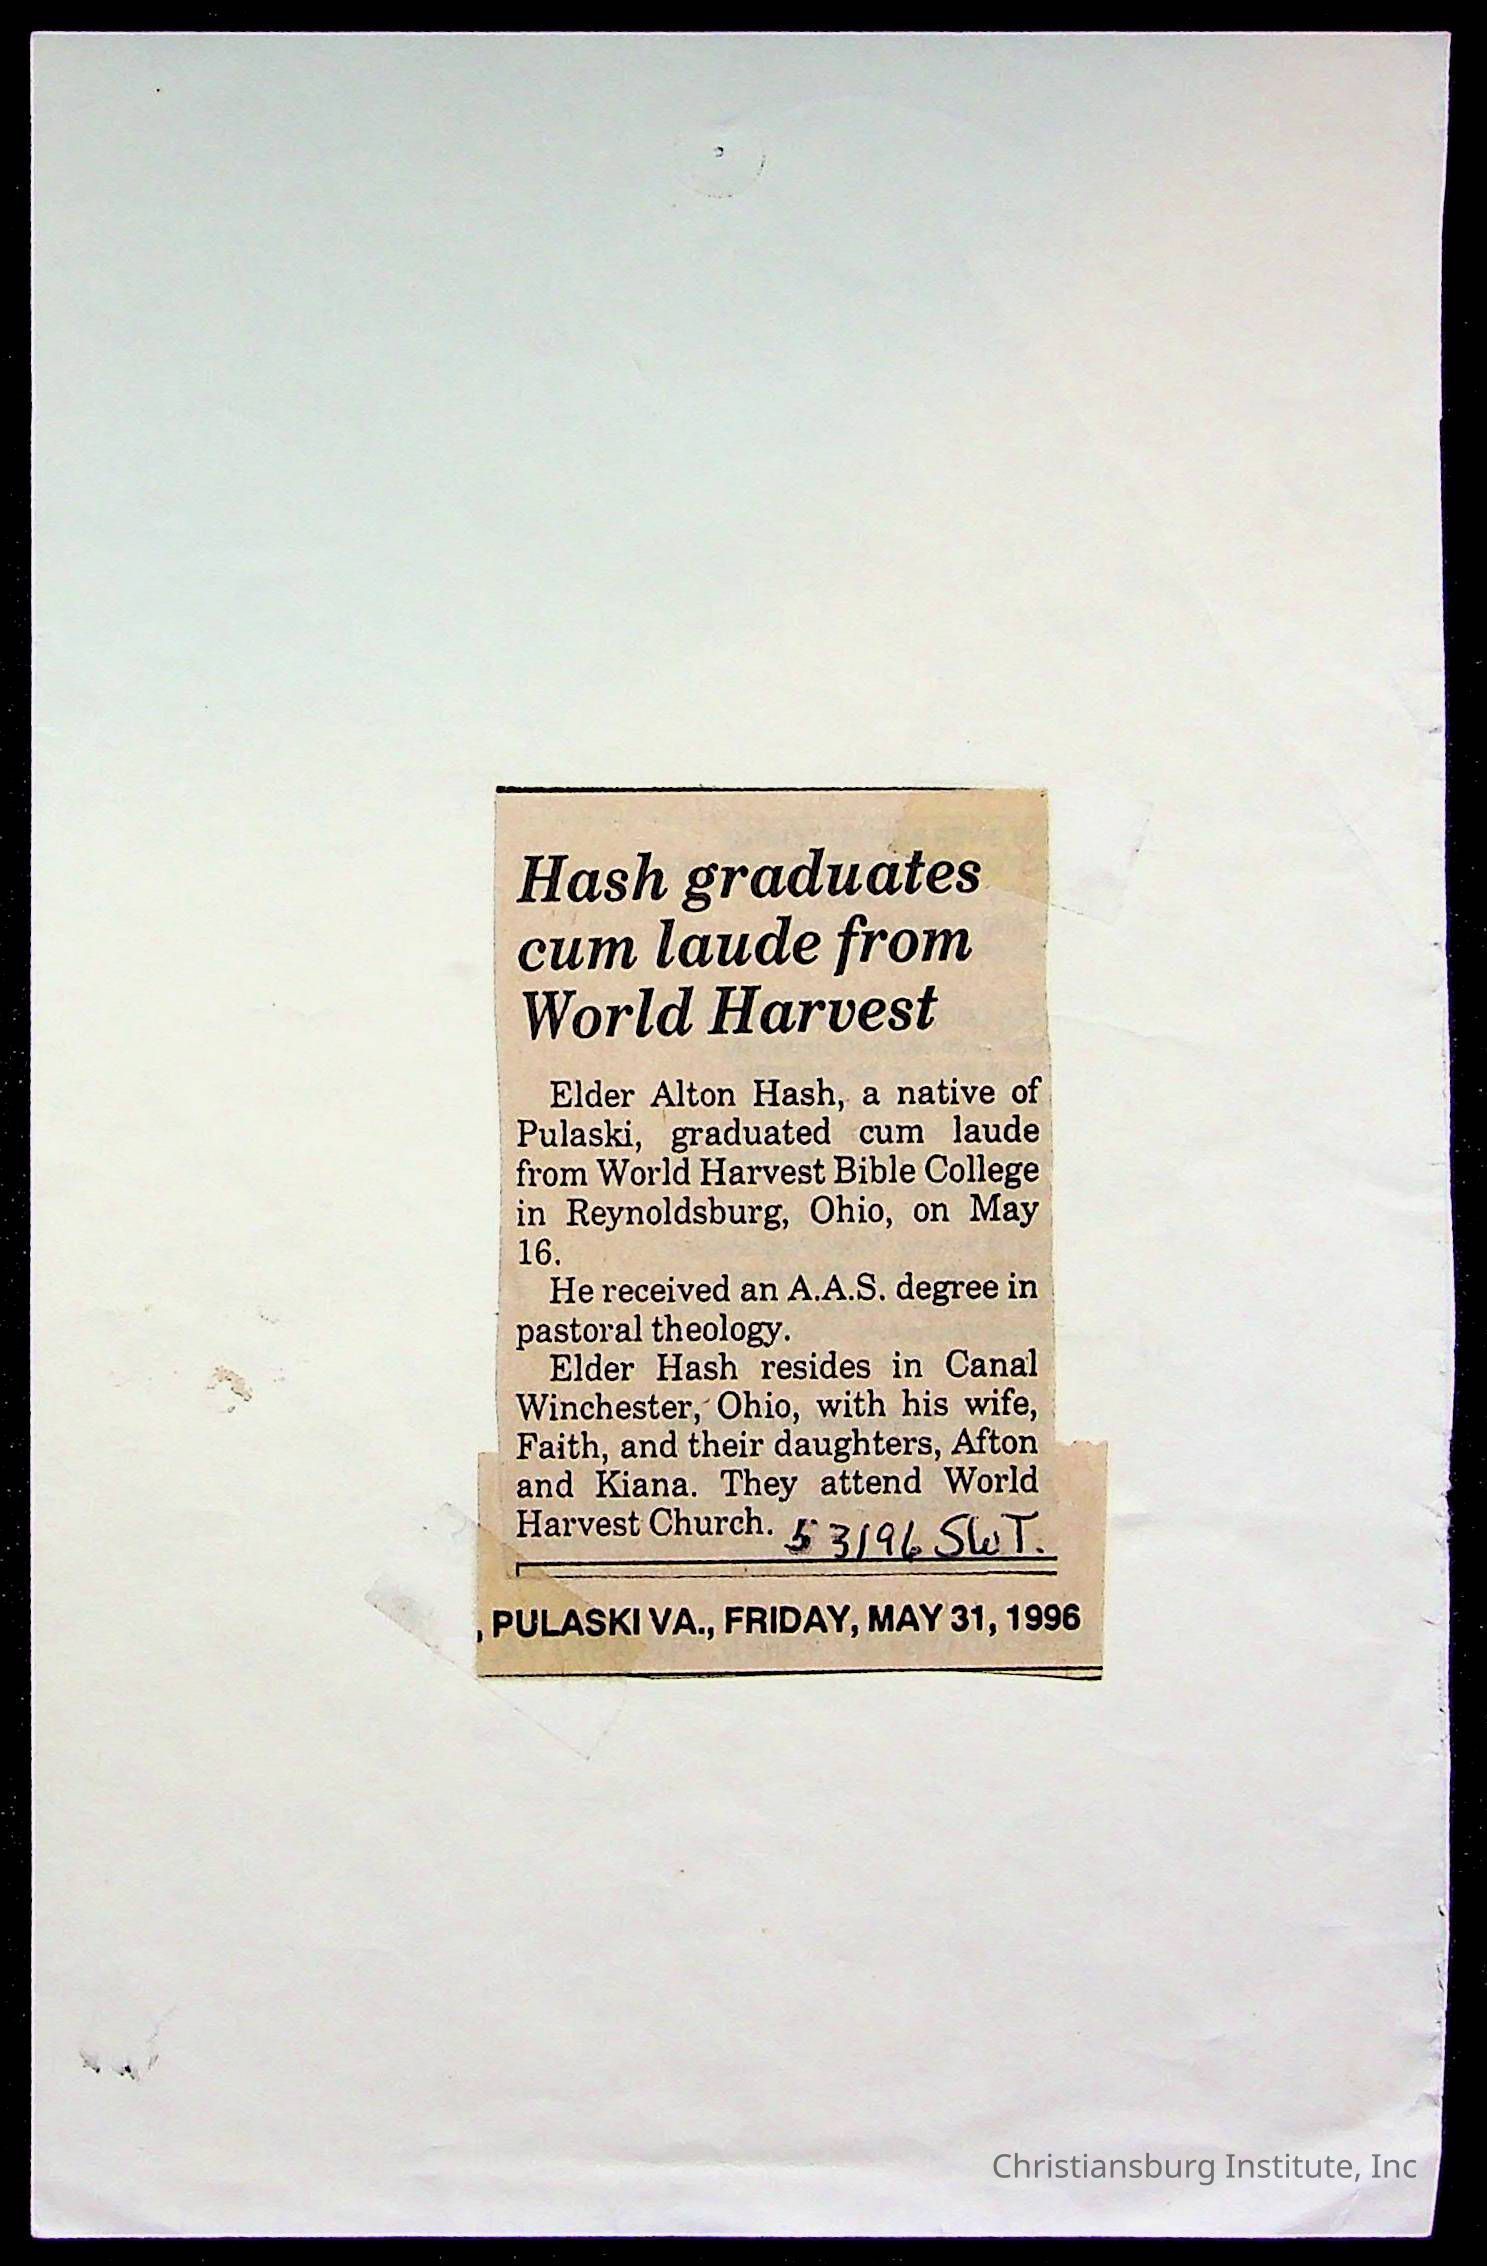 Hash graduates
cum laude from
World Harvest
Elder Alton Hash, a native of
Pulaski, graduated cum laude
from World Harvest Bible College
in Reynoldsburg, Ohio, on May
16.
He received an A.A.S. degree in
pastoral theology.
Elder Hash resides in Canal
Winchester, Ohio, with his wife,
Faith, and their daughters, Afton
and Kiana. They attend World
Harvest Church. 53196 SWT.
, PULASKI VA., FRIDAY, MAY 31, 1996
Christiansburg Institute, Inc